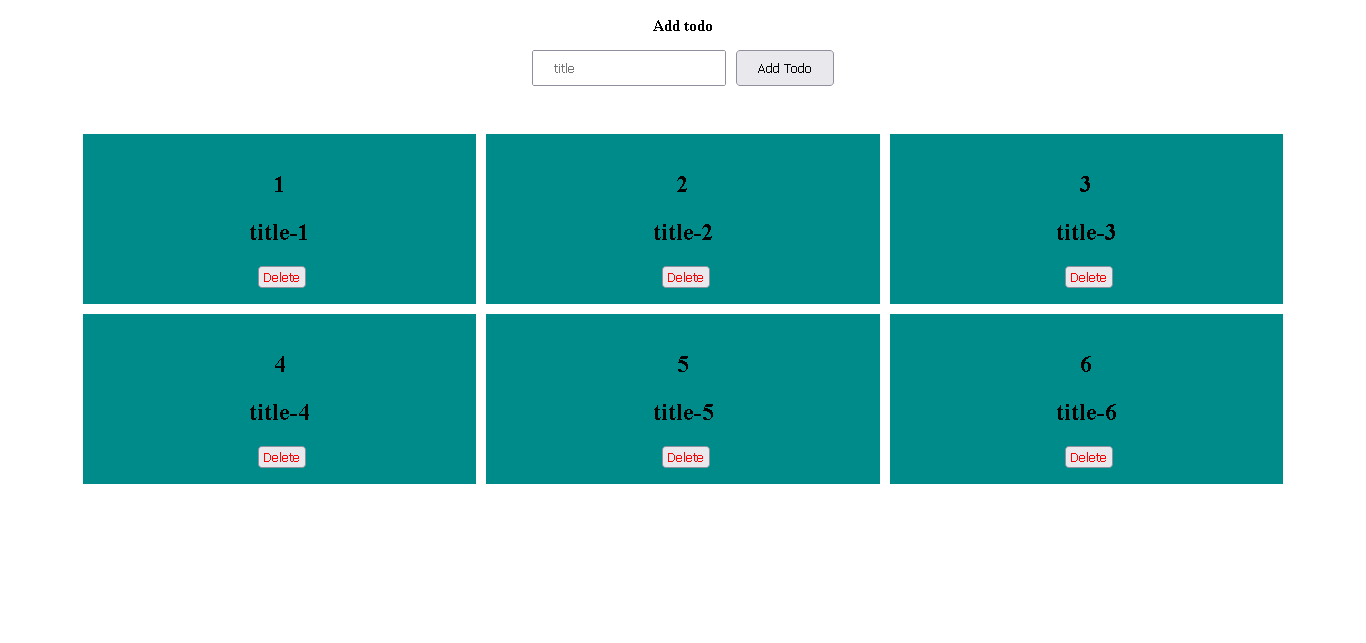 Add todo
title Add Todo
1 2 3
title-1 title-2 title-3
Delete Delete Delete
4 5 6
title-4 title-5 title-6
Delete Delete Delete